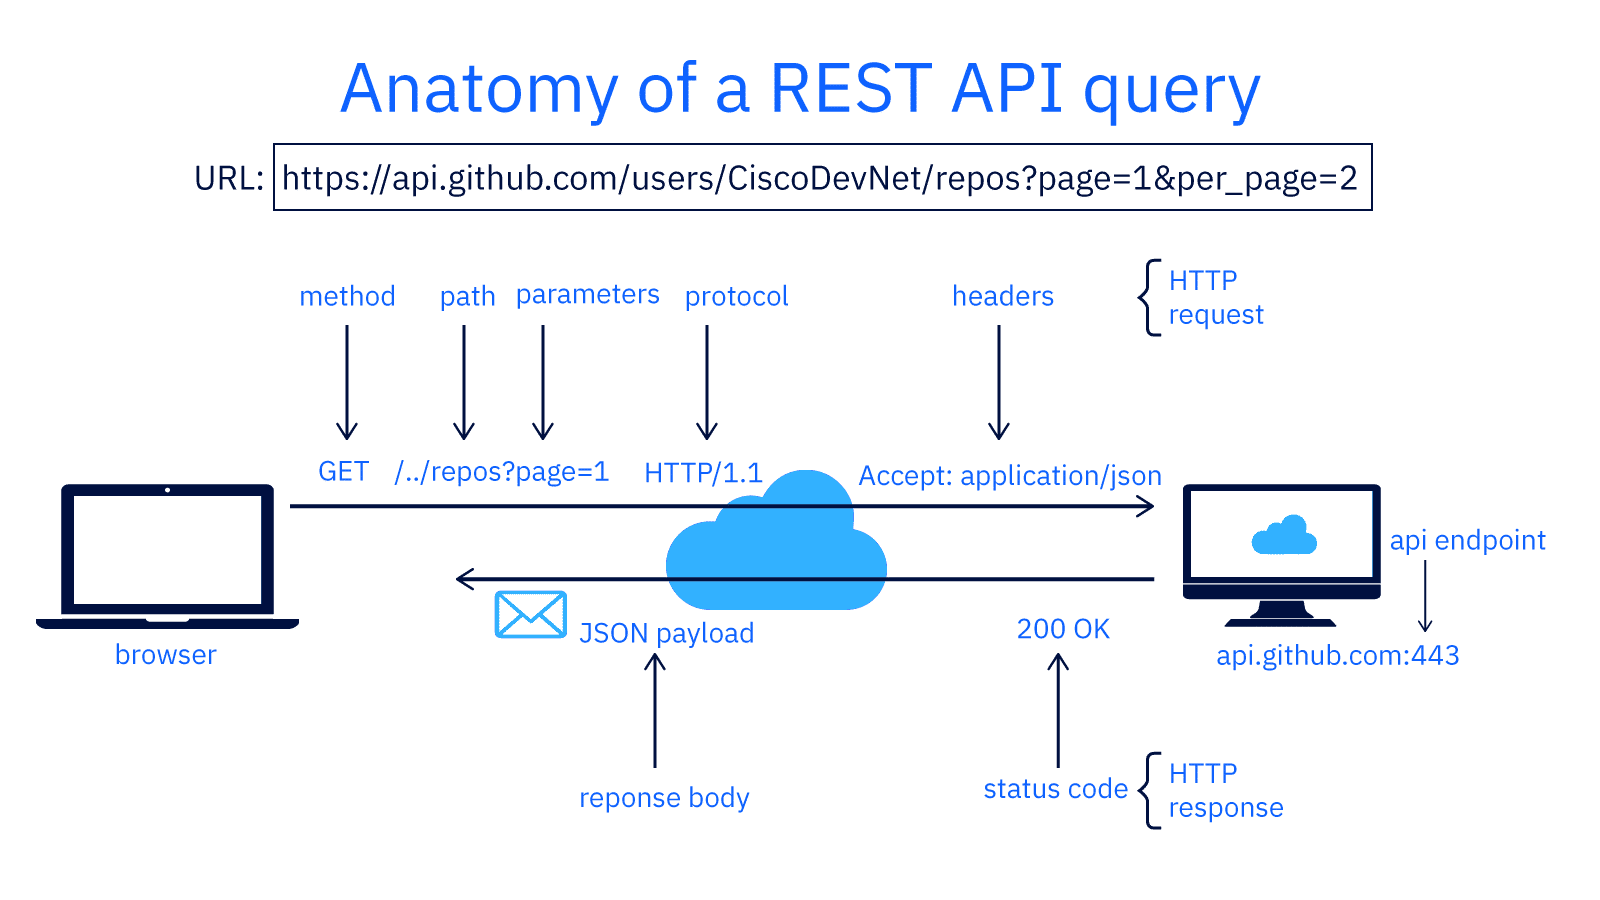 Anatomy of a REST API query
URL: https://api.github.com/users/CiscoDevNet/repos?page=1&per_page=2
method path parameters protocol headers HTTP
request
GET /../repos?page=1 HTTP/1.1 Accept: application/json
api endpoint
JSON payload 200 OK
browser api.github.com:443
reponse body status code HTTP
response